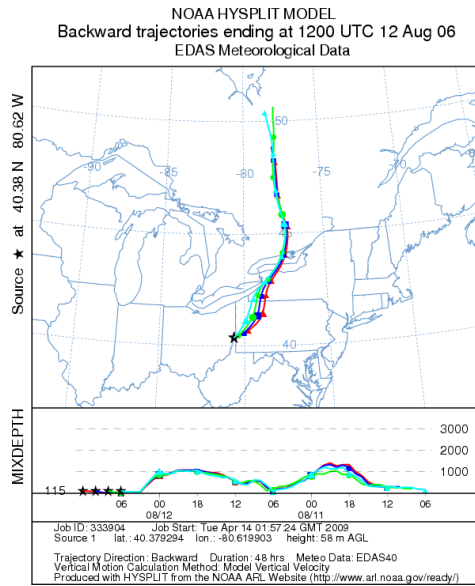 NOAA HYSPLIT MODEL
Backward trajectories ending at 1200 UTC 12 Aug 06
EDAS Meteorological Data
Source ★ at 40.38 N 80.62 W
-90
-85
-80
-75
-70
50
45
40
MIXDEPTH
3000
2000
1000
115
06 00 18 12 06 00 18 12 06
08/12 08/11
Job ID: 333904 Job Start: Tue Apr 14 01:57:24 GMT 2009
Source 1 lat.: 40.379294 lon.: -80.619903 height: 58 m AGL
Trajectory Direction: Backward Duration: 48 hrs Meteo Data: EDAS40
Vertical Motion Calculation Method: Model Vertical Velocity
Produced with HYSPLIT from the NOAA ARL Website (http://www.arl.noaa.gov/ready/)